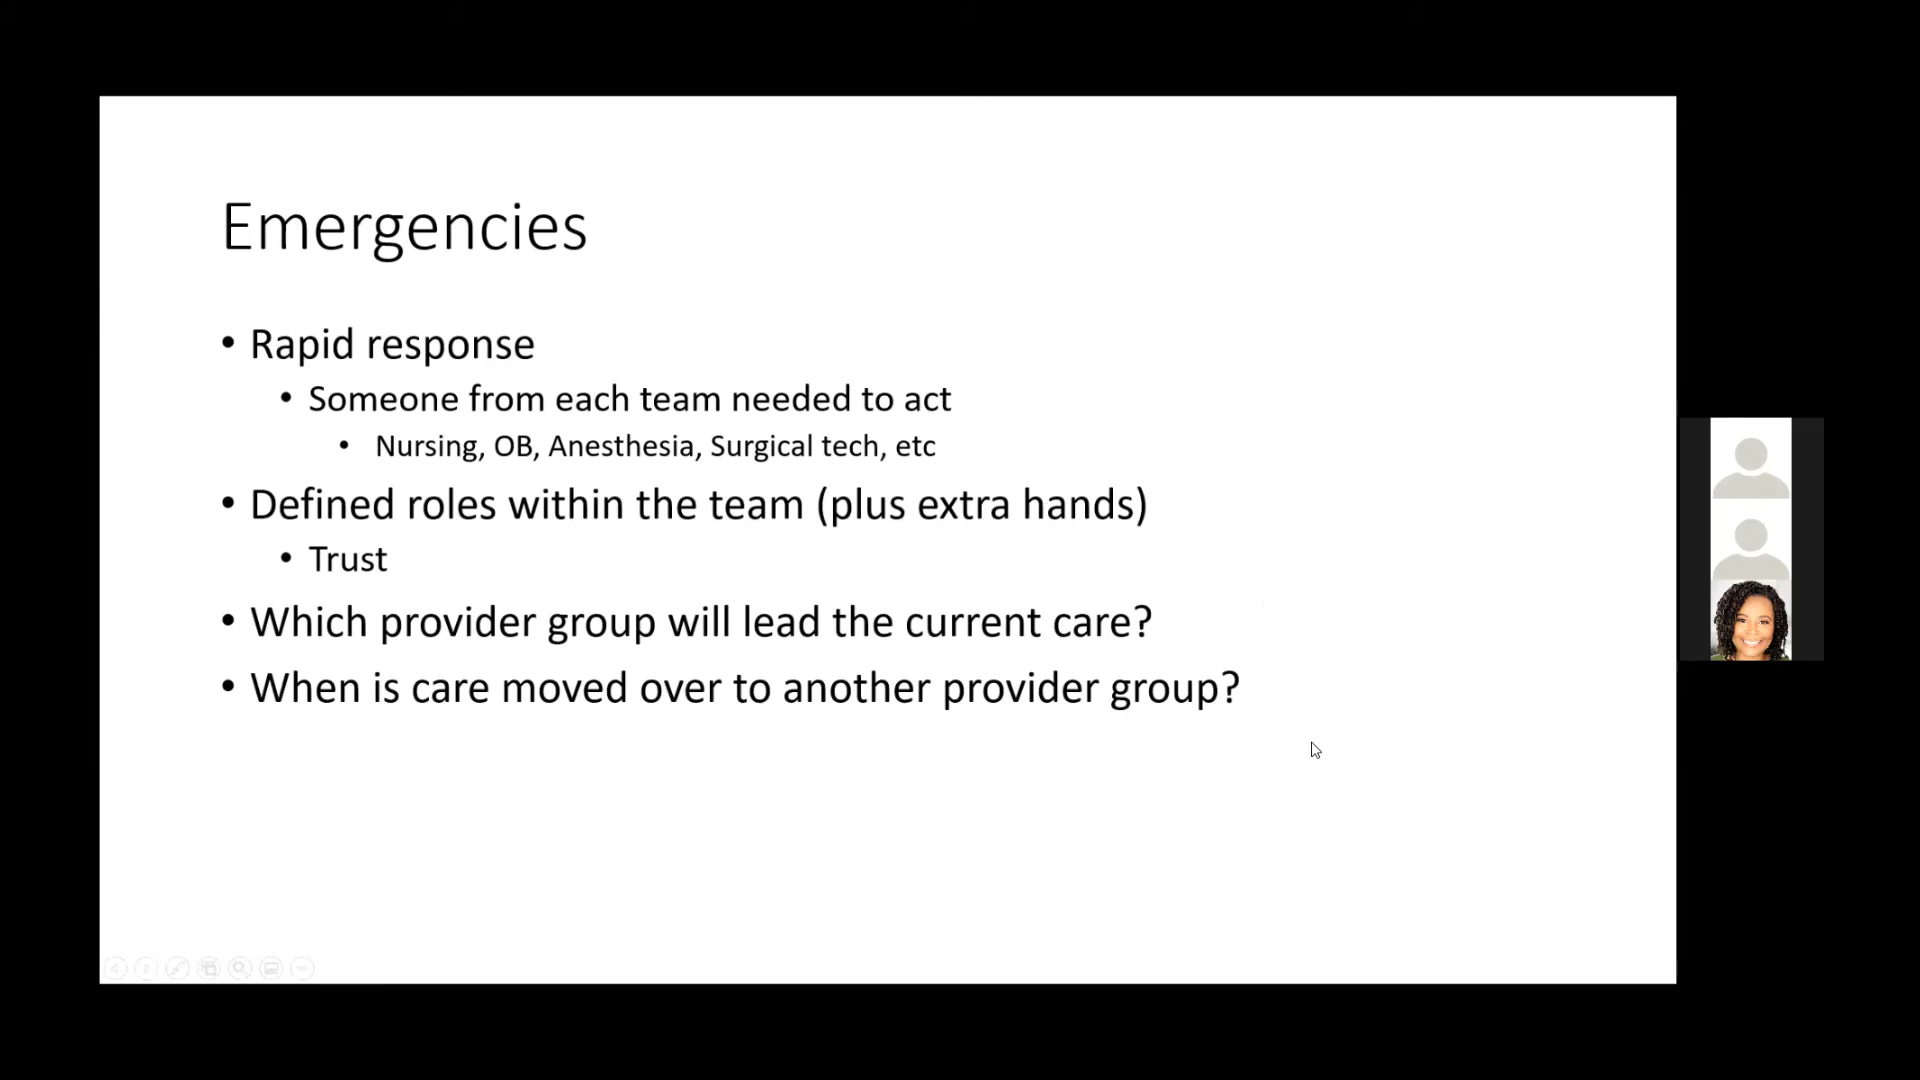 Emergencies
• Rapid response
• Someone from each team needed to act
• Nursing, OB, Anesthesia, Surgical tech, etc
• Defined roles within the team (plus extra hands)
• Trust
• Which provider group will lead the current care?
• When is care moved over to another provider group?